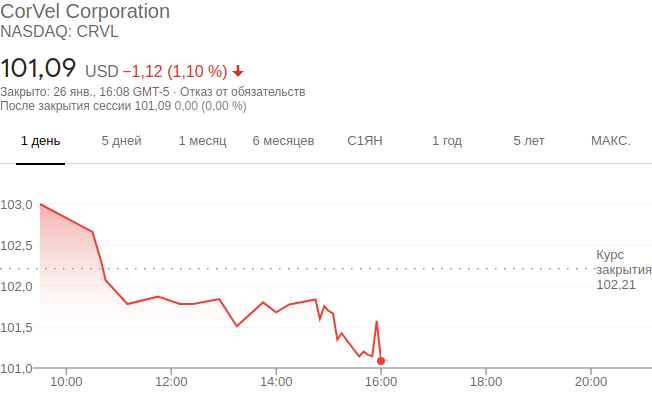 CorVel Corporation
NASDAQ: CRVL
101,09 USD −1,12 (1,10 %)
Закрыто: 26 янв., 16:08 GMT-5 · Отказ от обязательств
После закрытия сессии 101,09 0,00 (0,00 %)
1 день 5 дней 1 месяц 6 месяцев С1ЯН 1 год 5 лет МАКС.
103,0
102,5
Курс
закрытия
102,21
102,0
101,5
101,0
10:00 12:00 14:00 16:00 18:00 20:00